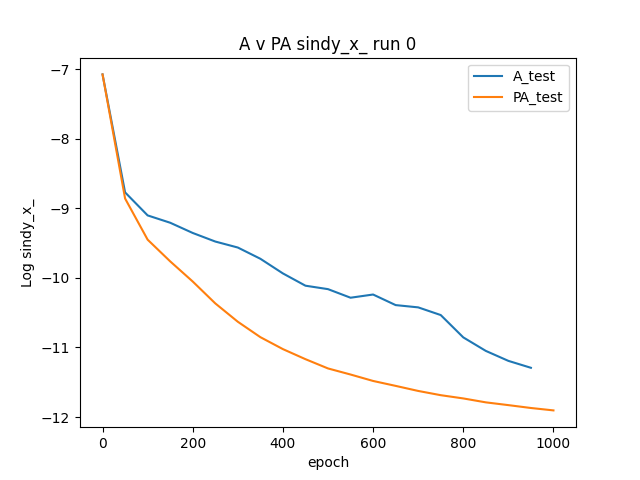 A v PA sindy_x_ run 0
A_test
PA_test
−7
−8
−9
−10
−11
−12
Log sindy_x_
0
200
400
600
800
1000
epoch